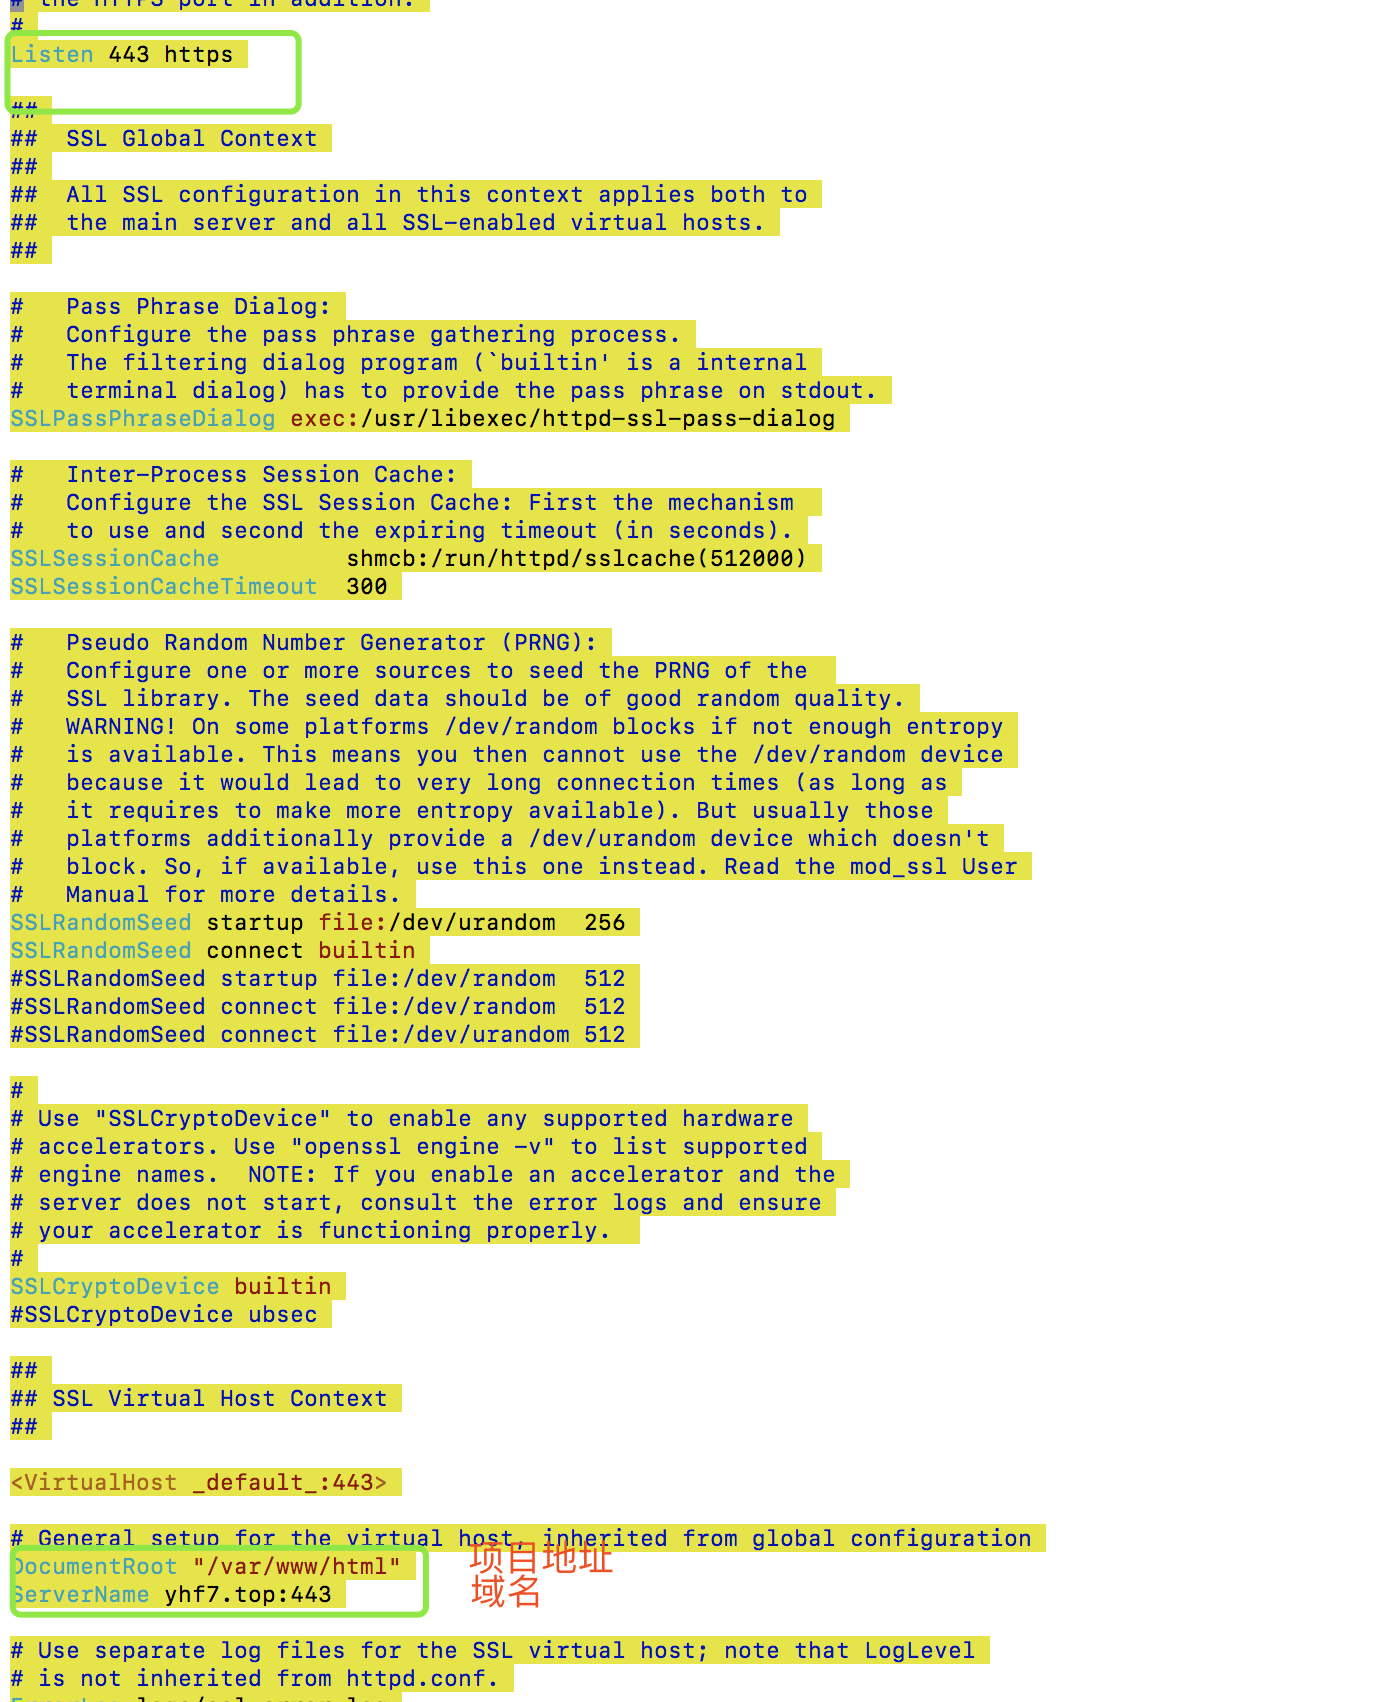 # the HTTPS port in addition.
#
Listen 443 https
##
##  SSL Global Context
##
##  All SSL configuration in this context applies both to
##  the main server and all SSL-enabled virtual hosts.
##
#   Pass Phrase Dialog:
#   Configure the pass phrase gathering process.
#   The filtering dialog program (`builtin' is a internal
#   terminal dialog) has to provide the pass phrase on stdout.
SSLPassPhraseDialog exec:/usr/libexec/httpd-ssl-pass-dialog
#   Inter-Process Session Cache:
#   Configure the SSL Session Cache: First the mechanism
#   to use and second the expiring timeout (in seconds).
SSLSessionCache         shmcb:/run/httpd/sslcache(512000)
SSLSessionCacheTimeout  300
#   Pseudo Random Number Generator (PRNG):
#   Configure one or more sources to seed the PRNG of the
#   SSL library. The seed data should be of good random quality.
#   WARNING! On some platforms /dev/random blocks if not enough entropy
#   is available. This means you then cannot use the /dev/random device
#   because it would lead to very long connection times (as long as
#   it requires to make more entropy available). But usually those
#   platforms additionally provide a /dev/urandom device which doesn't
#   block. So, if available, use this one instead. Read the mod_ssl User
#   Manual for more details.
SSLRandomSeed startup file:/dev/urandom  256
SSLRandomSeed connect builtin
#SSLRandomSeed startup file:/dev/random  512
#SSLRandomSeed connect file:/dev/random  512
#SSLRandomSeed connect file:/dev/urandom 512
#
# Use "SSLCryptoDevice" to enable any supported hardware
# accelerators. Use "openssl engine -v" to list supported
# engine names.  NOTE: If you enable an accelerator and the
# server does not start, consult the error logs and ensure
# your accelerator is functioning properly.
#
SSLCryptoDevice builtin
#SSLCryptoDevice ubsec
##
## SSL Virtual Host Context
##
<VirtualHost _default_:443>
# General setup for the virtual host, inherited from global configuration
DocumentRoot "/var/www/html" 项目地址
ServerName yhf7.top:443 域名
# Use separate log files for the SSL virtual host; note that LogLevel
# is not inherited from httpd.conf.